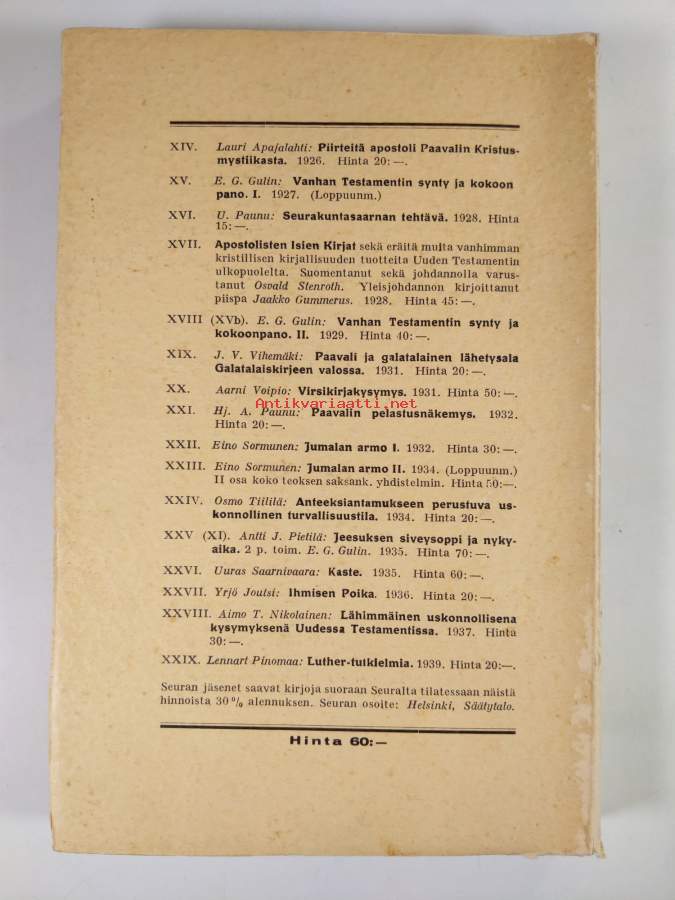 XIV. Lauri Apajalahti: Piirteitä apostoli Paavalin Kristus-
mystiikasta. 1926. Hinta 20:—.
XV. E. G. Gulin: Vanhan Testamentin synty ja kokoon
pano. I. 1927. (Loppuunm.)
XVI. U. Paunu: Seurakuntasaarnan tehtävä. 1928. Hinta
15:—.
XVII. Apostolisten Isien Kirjat sekä eräitä muita vanhimman
kristillisen kirjallisuuden tuotteita Uuden Testamentin
ulkopuolelta. Suomentanut sekä johdannolla varus-
tanut Osvald Stenroth. Yleisjohdannon kirjoittanut
piispa Jaakko Gummerus. 1928. Hinta 45:—.
XVIII (XVb). E. G. Gulin: Vanhan Testamentin synty ja
kokoonpano. II. 1929. Hinta 40:—.
XIX. J. V. Vihemäki: Paavali ja galatalainen lähetysala
Galatalaiskirjeen valossa. 1931. Hinta 20:—.
XX. Aarni Voipio: Virsikirjakysymys. 1931. Hinta 50:—.
Antikvariaatti.net
XXI. Hj. A. Paunu: Paavalin pelastusnäkemys. 1932.
Hinta 20:—.
XXII. Eino Sormunen: Jumalan armo I. 1932. Hinta 30:—.
XXIII. Eino Sormunen: Jumalan armo II. 1934. (Loppuunm.)
II osa koko teoksen saksank. yhdistelmin. Hinta 50:—.
XXIV. Osmo Tiililä: Anteeksiantamukseen perustuva us-
konnollinen turvallisuustila. 1934. Hinta 20:—.
XXV (XI). Antti J. Pietilä: Jeesuksen siveysoppi ja nyky-
aika. 2 p. toim. E. G. Gulin. 1935. Hinta 70:—.
XXVI. Uuras Saarnivaara: Kaste. 1935. Hinta 60:—.
XXVII. Yrjö Joutsi: Ihmisen Poika. 1936. Hinta 20:—.
XXVIII. Aimo T. Nikolainen: Lähimmäinen uskonnollisena
kysymyksenä Uudessa Testamentissa. 1937. Hinta
30:—.
XXIX. Lennart Pinomaa: Luther-tutkielmia. 1939. Hinta 20:—.
Seuran jäsenet saavat kirjoja suoraan Seuralta tilatessaan näistä
hinnoista 30 % alennuksen. Seuran osoite: Helsinki, Säätytalo.
Hinta 60:—